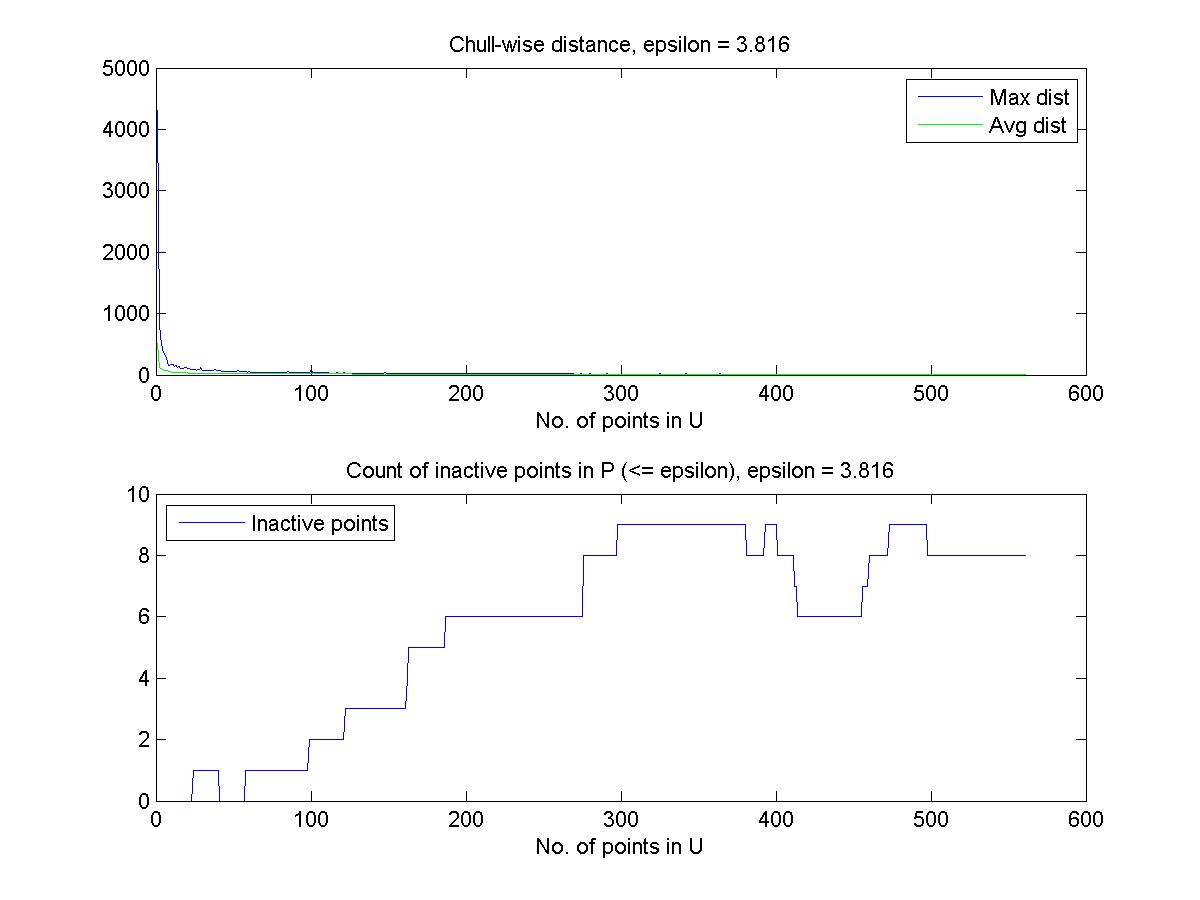 Chull-wise distance, epsilon = 3.816
5000
4000
3000
2000
1000
0
Max dist
Avg dist
0 100 200 300 400 500 600
No. of points in U
Count of inactive points in P (<= epsilon), epsilon = 3.816
10
8
6
4
2
0
Inactive points
0 100 200 300 400 500 600
No. of points in U